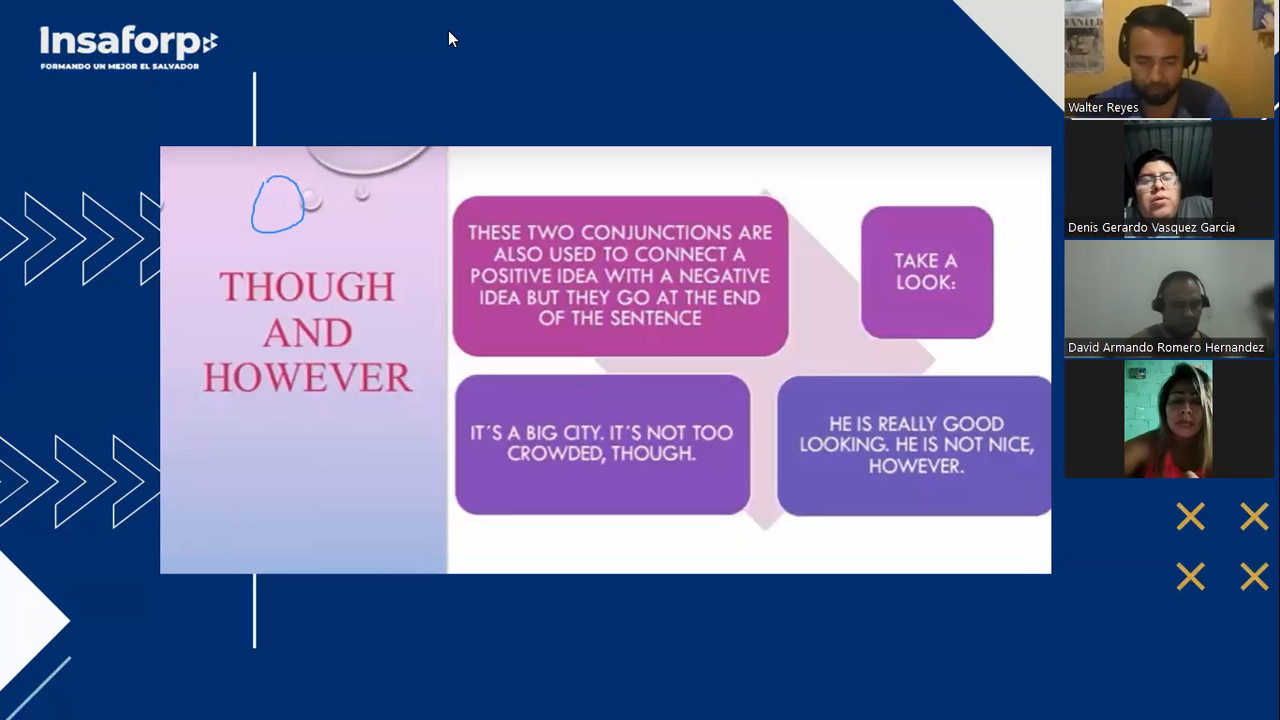 Insaforp
FORMANDO UN MEJOR EL SALVADOR
THOUGH
AND
HOWEVER
THESE TWO CONJUNCTIONS ARE
ALSO USED TO CONNECT A
POSITIVE IDEA WITH A NEGATIVE
IDEA BUT THEY GO AT THE END
OF THE SENTENCE
TAKE A
LOOK:
IT´S A BIG CITY. IT´S NOT TOO
CROWDED, THOUGH.
HE IS REALLY GOOD
LOOKING. HE IS NOT NICE,
HOWEVER.
WANTED
Walter Reyes
Denis Gerardo Vasquez Garcia
David Armando Romero Hernandez